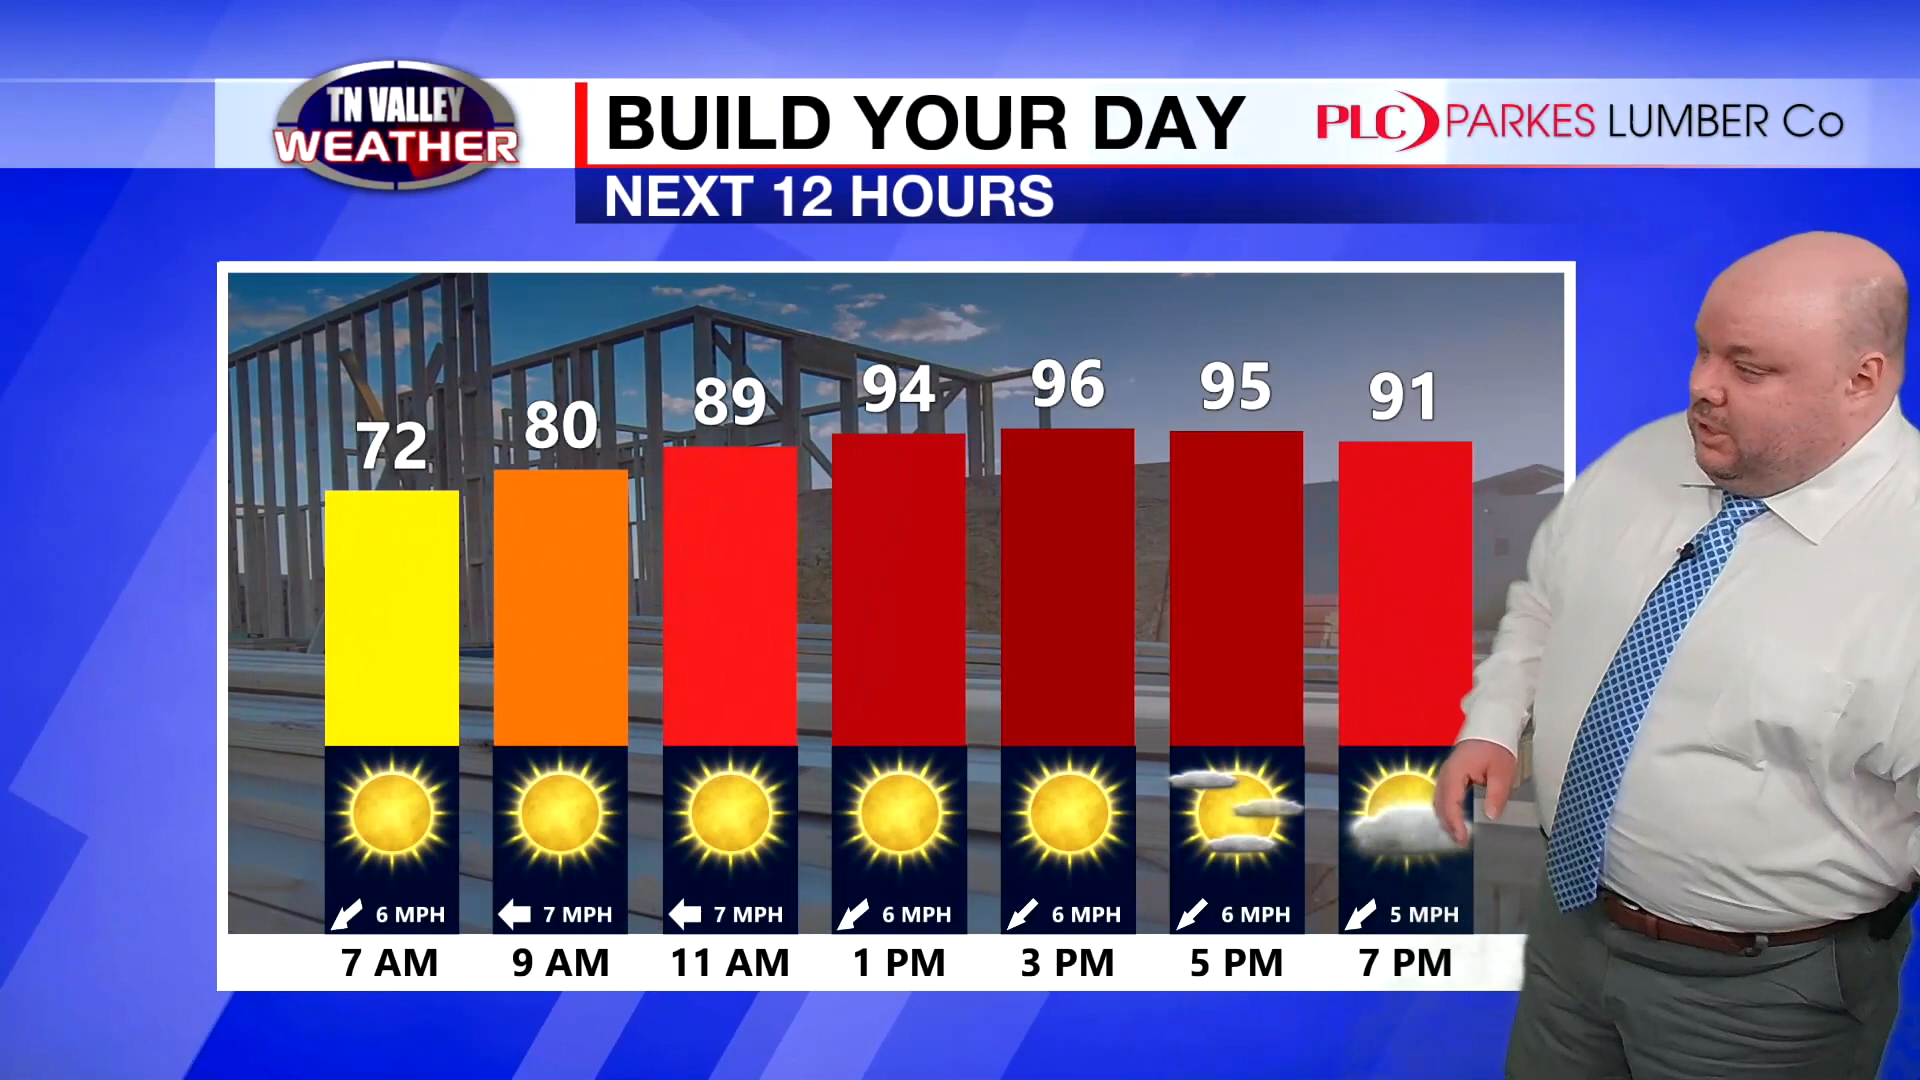 TN VALLEY
WEATHER
BUILD YOUR DAY
PLC PARKES LUMBER Co
NEXT 12 HOURS
72 80 89 94 96 95 91
6 MPH 7 MPH 7 MPH 6 MPH 6 MPH 6 MPH 5 MPH
7 AM 9 AM 11 AM 1 PM 3 PM 5 PM 7 PM